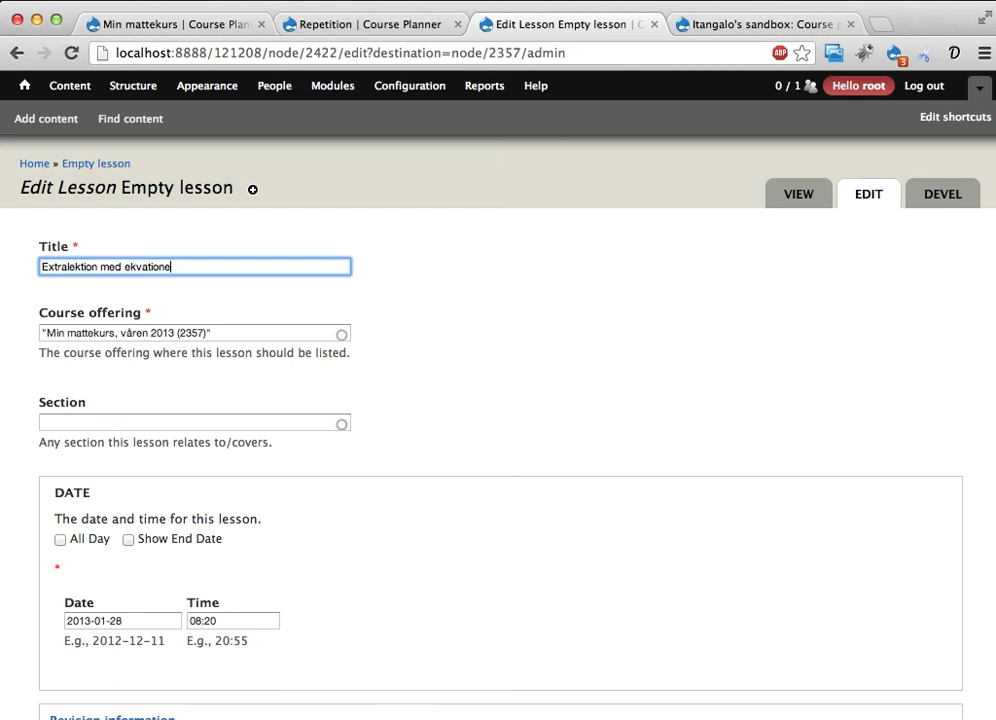 Min mattekurs | Course Plan
Repetition | Course Planner
Edit Lesson Empty lesson | C
Itangalo's sandbox: Course p
localhost:8888/121208/node/2422/edit?destination=node/2357/admin
ABP
3
D
Content Structure Appearance People Modules Configuration Reports Help 0 / 1 Hello root Log out
Add content Find content Edit shortcuts
Home » Empty lesson
Edit Lesson Empty lesson
VIEW EDIT DEVEL
Title *
Extralektion med ekvatione
Course offering *
"Min mattekurs, våren 2013 (2357)"
The course offering where this lesson should be listed.
Section
Any section this lesson relates to/covers.
DATE
The date and time for this lesson.
All Day Show End Date
*
Date Time
2013-01-28 08:20
E.g., 2012-12-11 E.g., 20:55
Revision information